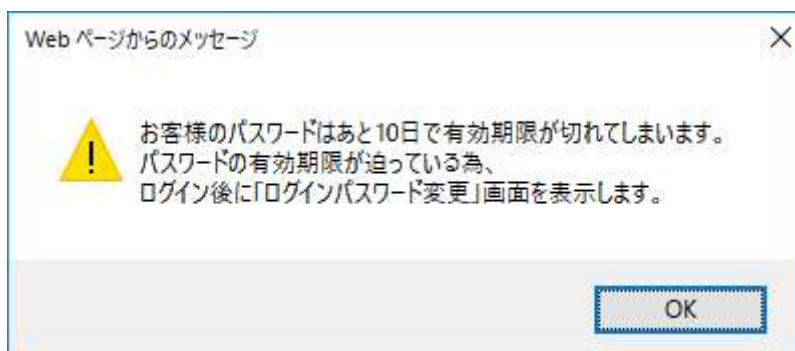 Web ページからのメッセージ
お客様のパスワードはあと10日で有効期限が切れてしまいます。
パスワードの有効期限が迫っている為、
ログイン後に「ログインパスワード変更」画面を表示します。
OK